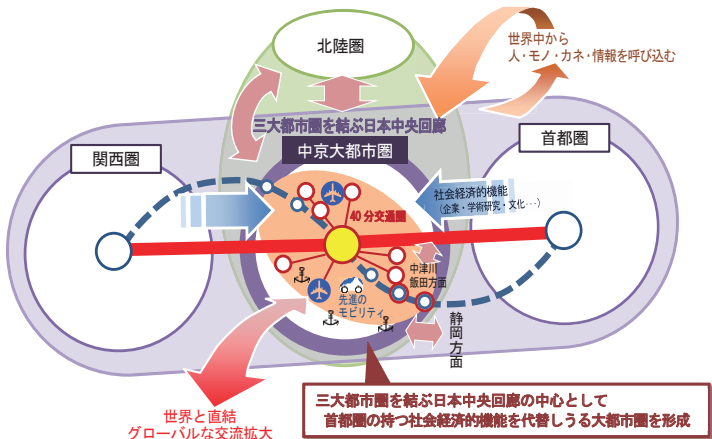 北陸圏
世界中から
人・モノ・カネ・情報を呼び込む
三大都市圏を結ぶ日本中央回廊
中京大都市圏
関西圏
首都圏
社会経済的機能
（企業・学術研究・文化・・・）
40分交通圏
中津川
飯田方面
先進の
モビリティ
静岡方面
世界と直結
グローバルな交流拡大
三大都市圏を結ぶ日本中央回廊の中心として
首都圏の持つ社会経済的機能を代替しうる大都市圏を形成